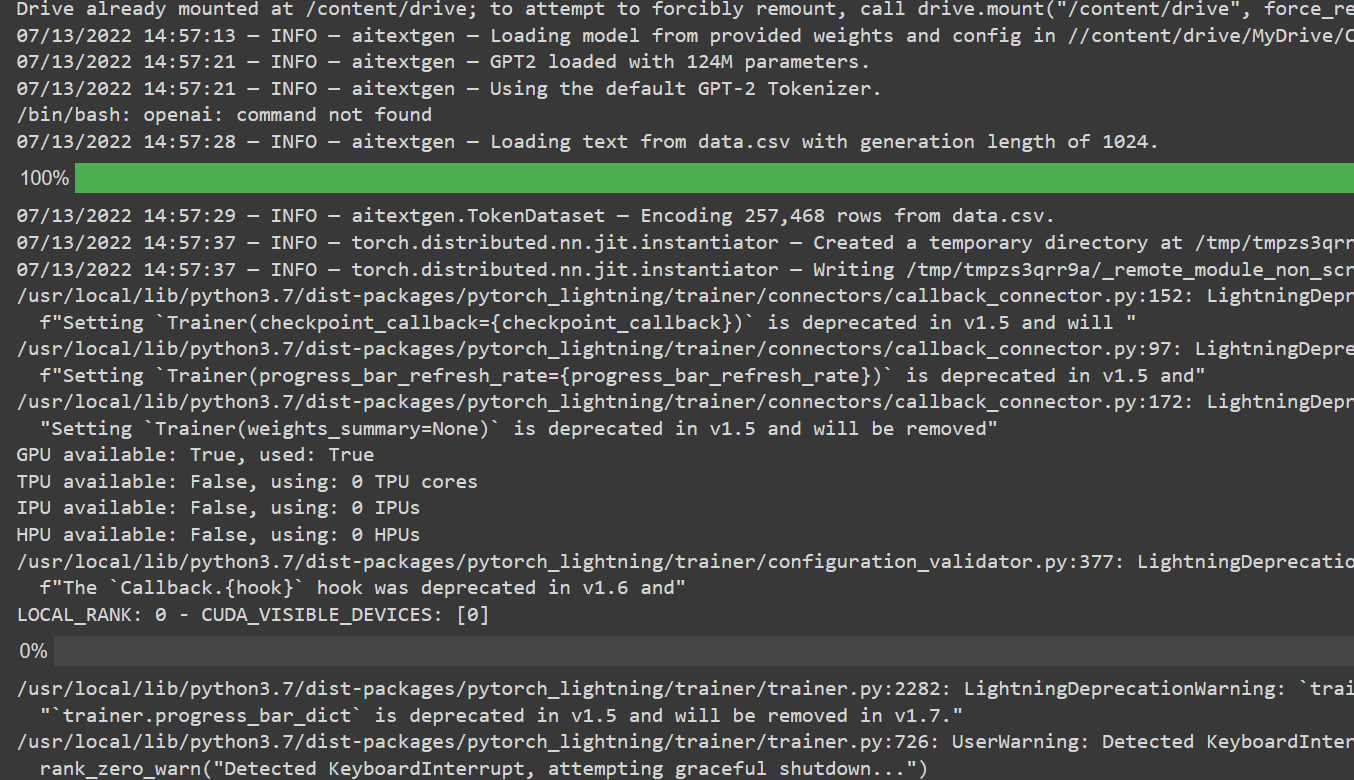 Drive already mounted at /content/drive; to attempt to forcibly remount, call drive.mount("/content/drive", force_re
07/13/2022 14:57:13 — INFO — aitextgen — Loading model from provided weights and config in //content/drive/MyDrive/C
07/13/2022 14:57:21 — INFO — aitextgen — GPT2 loaded with 124M parameters.
07/13/2022 14:57:21 — INFO — aitextgen — Using the default GPT-2 Tokenizer.
/bin/bash: openai: command not found
07/13/2022 14:57:28 — INFO — aitextgen — Loading text from data.csv with generation length of 1024.
100%
07/13/2022 14:57:29 — INFO — aitextgen.TokenDataset — Encoding 257,468 rows from data.csv.
07/13/2022 14:57:37 — INFO — torch.distributed.nn.jit.instantiator — Created a temporary directory at /tmp/tmpzs3qrr
07/13/2022 14:57:37 — INFO — torch.distributed.nn.jit.instantiator — Writing /tmp/tmpzs3qrr9a/_remote_module_non_scr
/usr/local/lib/python3.7/dist-packages/pytorch_lightning/trainer/connectors/callback_connector.py:152: LightningDepr
f"Setting `Trainer(checkpoint_callback={checkpoint_callback})` is deprecated in v1.5 and will "
/usr/local/lib/python3.7/dist-packages/pytorch_lightning/trainer/connectors/callback_connector.py:97: LightningDepre
f"Setting `Trainer(progress_bar_refresh_rate={progress_bar_refresh_rate})` is deprecated in v1.5 and"
/usr/local/lib/python3.7/dist-packages/pytorch_lightning/trainer/connectors/callback_connector.py:172: LightningDepr
"Setting `Trainer(weights_summary=None)` is deprecated in v1.5 and will be removed"
GPU available: True, used: True
TPU available: False, using: 0 TPU cores
IPU available: False, using: 0 IPUs
HPU available: False, using: 0 HPUs
/usr/local/lib/python3.7/dist-packages/pytorch_lightning/trainer/configuration_validator.py:377: LightningDeprecatio
f"The `Callback.{hook}` hook was deprecated in v1.6 and"
LOCAL_RANK: 0 - CUDA_VISIBLE_DEVICES: [0]
0%
/usr/local/lib/python3.7/dist-packages/pytorch_lightning/trainer/trainer.py:2282: LightningDeprecationWarning: `trai
"`trainer.progress_bar_dict` is deprecated in v1.5 and will be removed in v1.7."
/usr/local/lib/python3.7/dist-packages/pytorch_lightning/trainer/trainer.py:726: UserWarning: Detected KeyboardInter
rank_zero_warn("Detected KeyboardInterrupt, attempting graceful shutdown...")